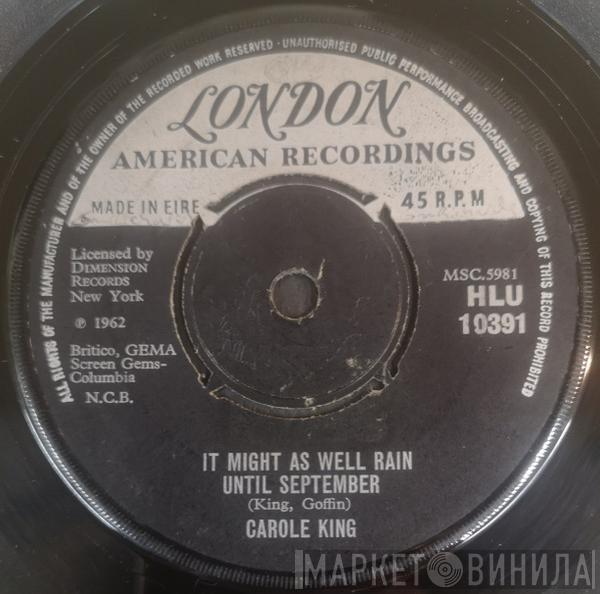 ALL RIGHTS OF THE MANUFACTURER AND OF THE OWNER OF THE RECORDED WORK RESERVED · UNAUTHORISED PUBLIC PERFORMANCE BROADCASTING AND COPYING OF THIS RECORD PROHIBITED
LONDON
AMERICAN RECORDINGS
MADE IN EIRE
45 R.P.M
Licensed by
DIMENSION
RECORDS
New York
℗ 1962
Britico, GEMA
Screen Gems-
Columbia
N.C.B.
MSC.5981
HLU
10391
IT MIGHT AS WELL RAIN
UNTIL SEPTEMBER
(King, Goffin)
CAROLE KING
МАРКЕТ ВИНИЛА